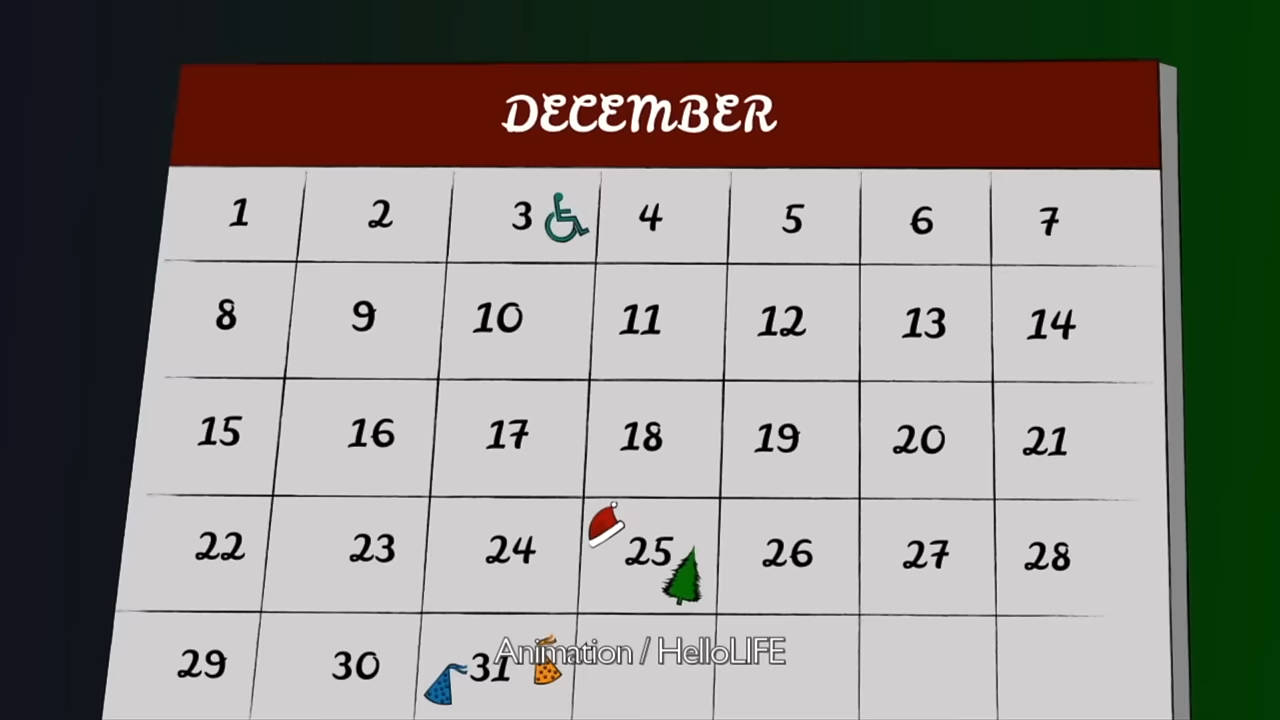 DECEMBER
1 2 3 4 5 6 7
8 9 10 11 12 13 14
15 16 17 18 19 20 21
22 23 24 25 26 27 28
29 30 31
Animation / HelloLIFE